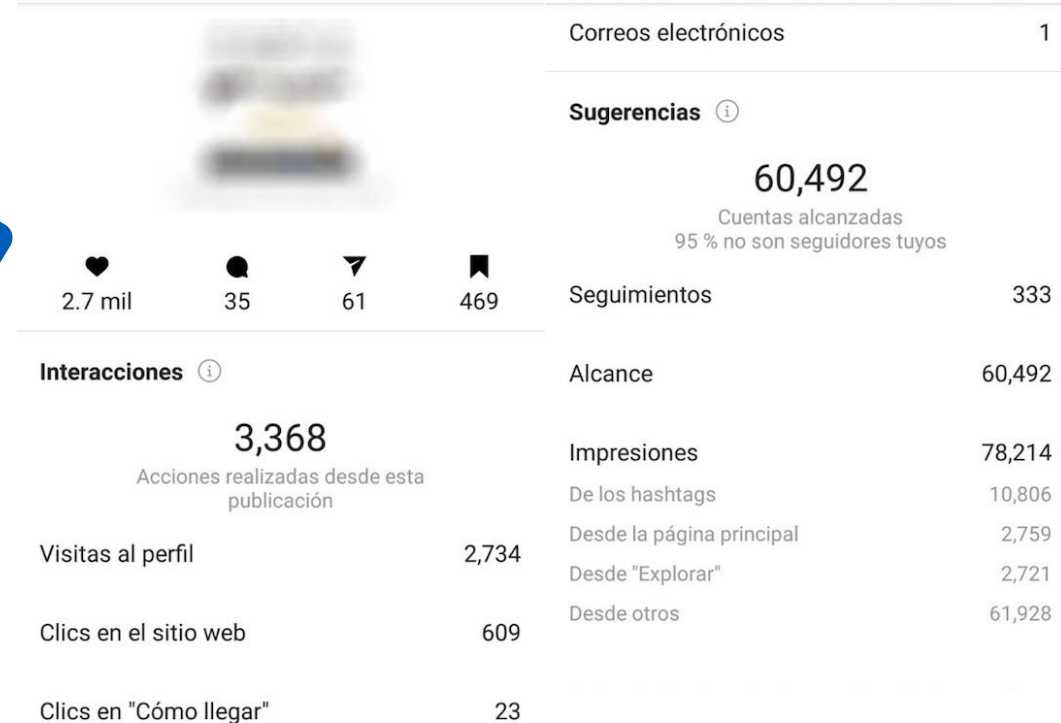 2.7 mil 35 61 469
Interacciones
3,368
Acciones realizadas desde esta
publicación
Visitas al perfil 2,734
Clics en el sitio web 609
Clics en "Cómo llegar" 23
Correos electrónicos 1
Sugerencias
60,492
Cuentas alcanzadas
95 % no son seguidores tuyos
Seguimientos 333
Alcance 60,492
Impresiones 78,214
De los hashtags 10,806
Desde la página principal 2,759
Desde "Explorar" 2,721
Desde otros 61,928